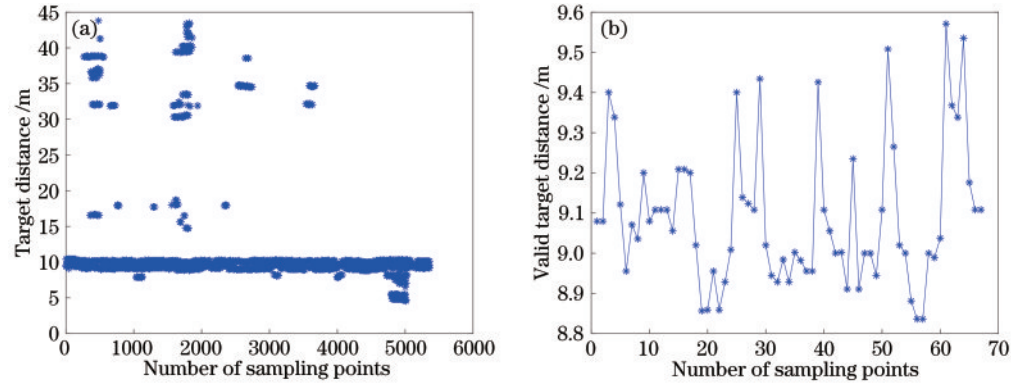 (a)
Target distance /m
45
40
35
30
25
20
15
10
5
0
0 1000 2000 3000 4000 5000 6000
Number of sampling points
(b)
Valid target distance /m
9.6
9.5
9.4
9.3
9.2
9.1
9.0
8.9
8.8
0 10 20 30 40 50 60 70
Number of sampling points